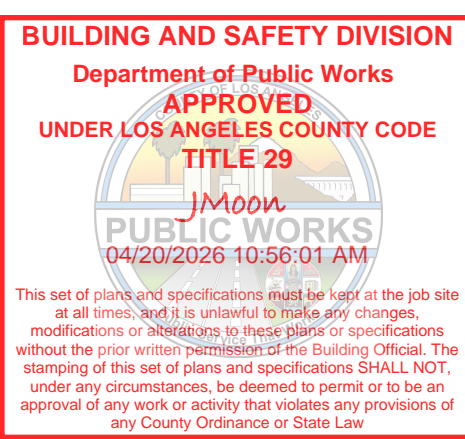 BUILDING AND SAFETY DIVISION
Department of Public Works
COUNTY OF LOS ANGELES
APPROVED
UNDER LOS ANGELES COUNTY CODE
TITLE 29
JMoon
PUBLIC WORKS
04/20/2026 10:56:01 AM
This set of plans and specifications must be kept at the job site
at all times, and it is unlawful to make any changes,
modifications or alterations to these plans or specifications
without the prior written permission of the Building Official. The
stamping of this set of plans and specifications SHALL NOT,
under any circumstances, be deemed to permit or to be an
approval of any work or activity that violates any provisions of
any County Ordinance or State Law